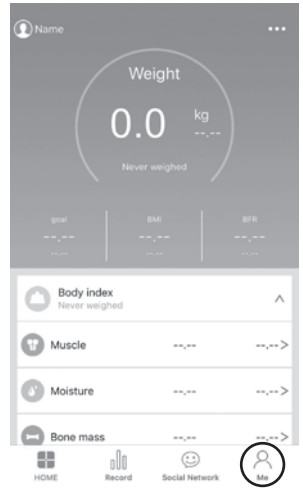 Name •••
Weight
0.0 kg
--.--
Never weighed
goal BMI BFR
--.-- --.-- --.--
--.-- --.-- --.--
Body index
Never weighed
Muscle --.-- --.-->
Moisture --.-- --.-->
Bone mass --.-- --.-->
HOME Record Social Network Me